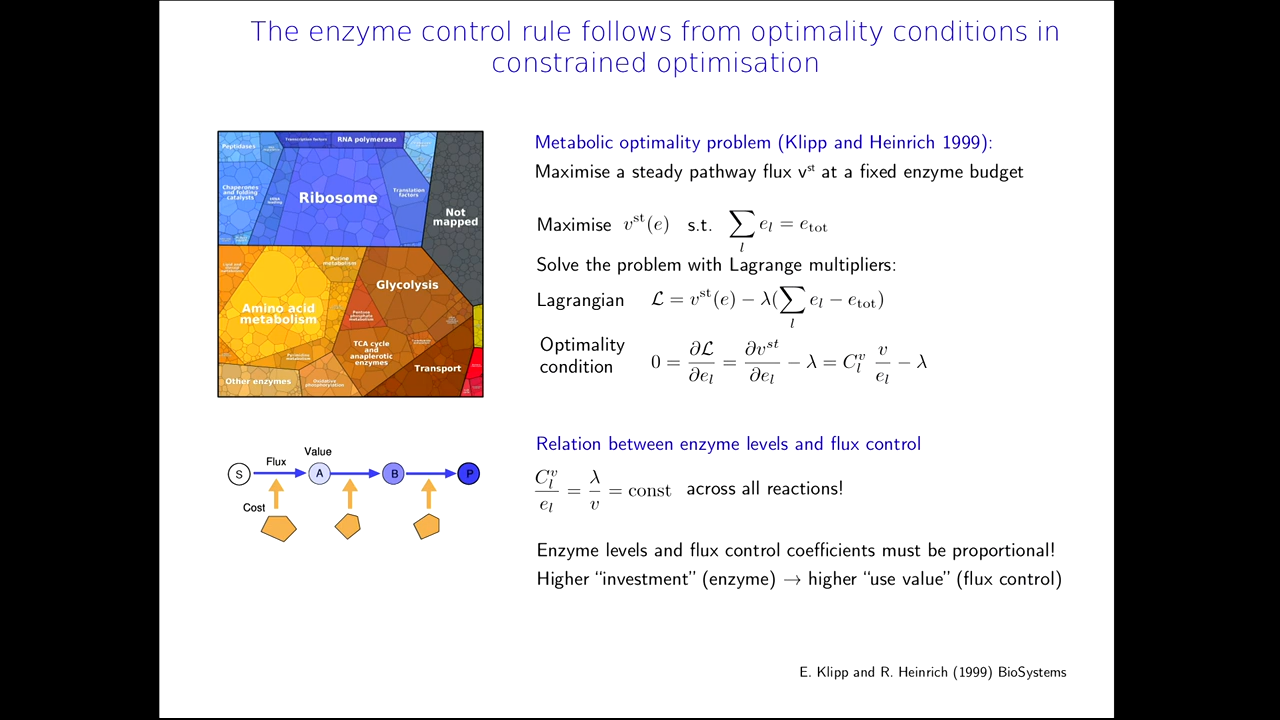 The enzyme control rule follows from optimality conditions in
constrained optimisation
Peptidases
Transcription factors
RNA polymerase
Chaperones
and folding
catalysts
Ribosome
Translation
factors
Not
mapped
Purine
metabolism
Glycolysis
Amino acid
metabolism
Pentose
phosphate
metabolism
TCA cycle
and
anaplerotic
enzymes
Pyrimidine
metabolism
Transport
Other enzymes
Oxidative
phosphorylation
Metabolic optimality problem (Klipp and Heinrich 1999):
Maximise a steady pathway flux vˢᵗ at a fixed enzyme budget
Maximise v^st(e) s.t. ∑_l e_l = e_tot
Solve the problem with Lagrange multipliers:
Lagrangian ℒ = v^st(e) − λ(∑_l e_l − e_tot)
Optimality
condition 0 = ∂ℒ/∂e_l = ∂v^st/∂e_l − λ = C_l^v v/e_l − λ
Value
Flux
S A B P
Cost
Relation between enzyme levels and flux control
C_l^v/e_l = λ/v = const across all reactions!
Enzyme levels and flux control coefficients must be proportional!
Higher “investment” (enzyme) → higher “use value” (flux control)
E. Klipp and R. Heinrich (1999) BioSystems